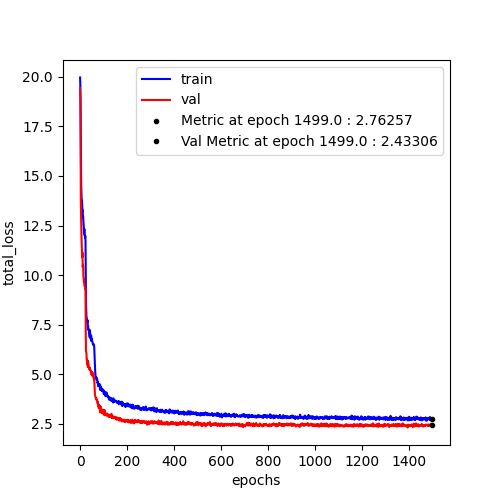 train
val
Metric at epoch 1499.0 : 2.76257
Val Metric at epoch 1499.0 : 2.43306
total_loss
20.0
17.5
15.0
12.5
10.0
7.5
5.0
2.5
0 200 400 600 800 1000 1200 1400
epochs